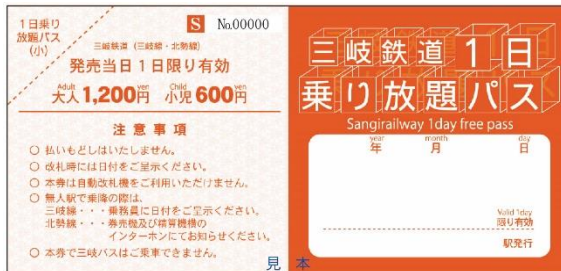 1日乗り
放題パス
(小)
S No.00000
三岐鉄道（三岐線・北勢線）
発売当日1日限り有効
Adult yen Child yen
大人1,200円 小児600円
注意事項
○ 払いもどしはいたしません。
○ 改札時には日付をご呈示ください。
○ 本券は自動改札機をご利用いただけません。
○ 無人駅で乗降の際は、
三岐線・・・乗務員に日付をご呈示ください。
北勢線・・・券売機及び精算機横の
インターホンにてお知らせください。
○ 本券で三岐バスはご乗車できません。
見本
三岐鉄道1日
乗り放題パス
Sangirailway 1day free pass
year month day
年 月 日
Valid 1day
限り有効
駅発行